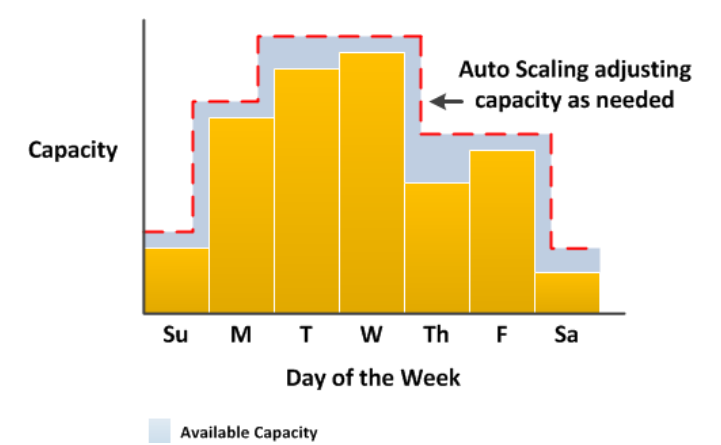 Auto Scaling adjusting
capacity as needed
Capacity
Su M T W Th F Sa
Day of the Week
Available Capacity